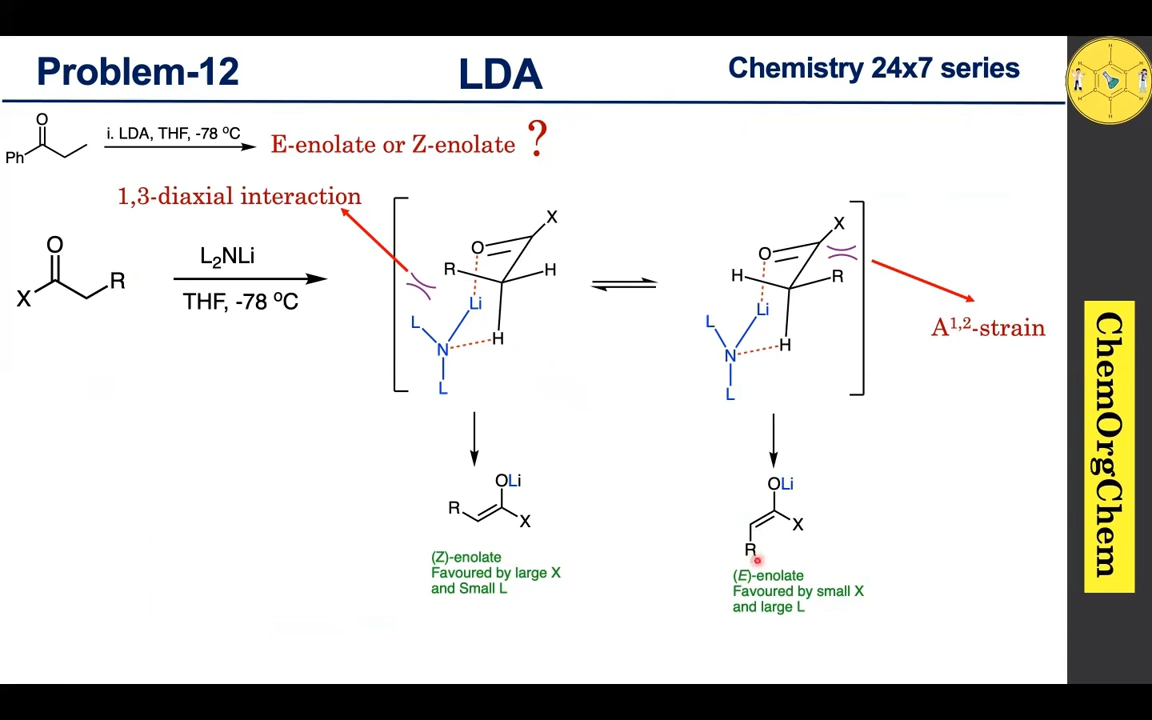 Problem-12
LDA
Chemistry 24x7 series
O
Ph
i. LDA, THF, -78 °C
E-enolate or Z-enolate ?
1,3-diaxial interaction
O
X
R
L₂NLi
THF, -78 °C
X
O
R
H
Li
L
N
H
L
X
O
H
R
Li
L
N
H
L
A¹,²-strain
OLi
R
X
(Z)-enolate
Favoured by large X
and Small L
OLi
X
R
(E)-enolate
Favoured by small X
and large L
ChemOrgChem